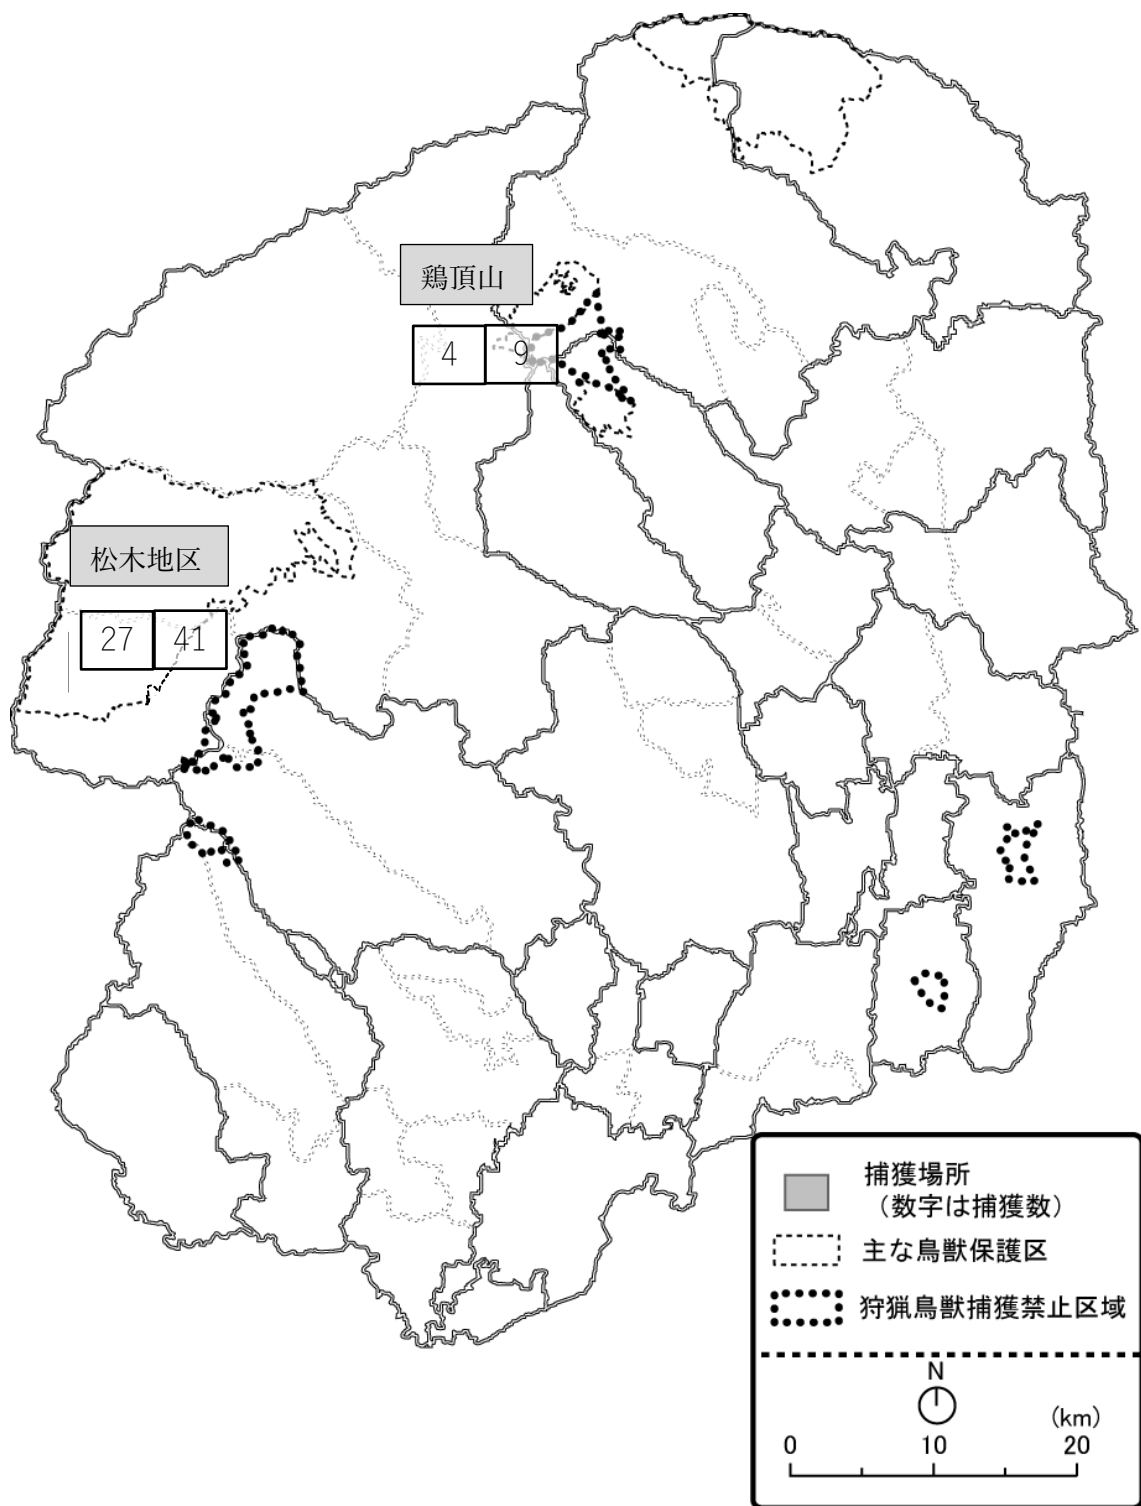 鶏頂山
4 9
松木地区
27 41
捕獲場所
（数字は捕獲数）
主な鳥獣保護区
狩猟鳥獣捕獲禁止区域
N
(km)
0 10 20